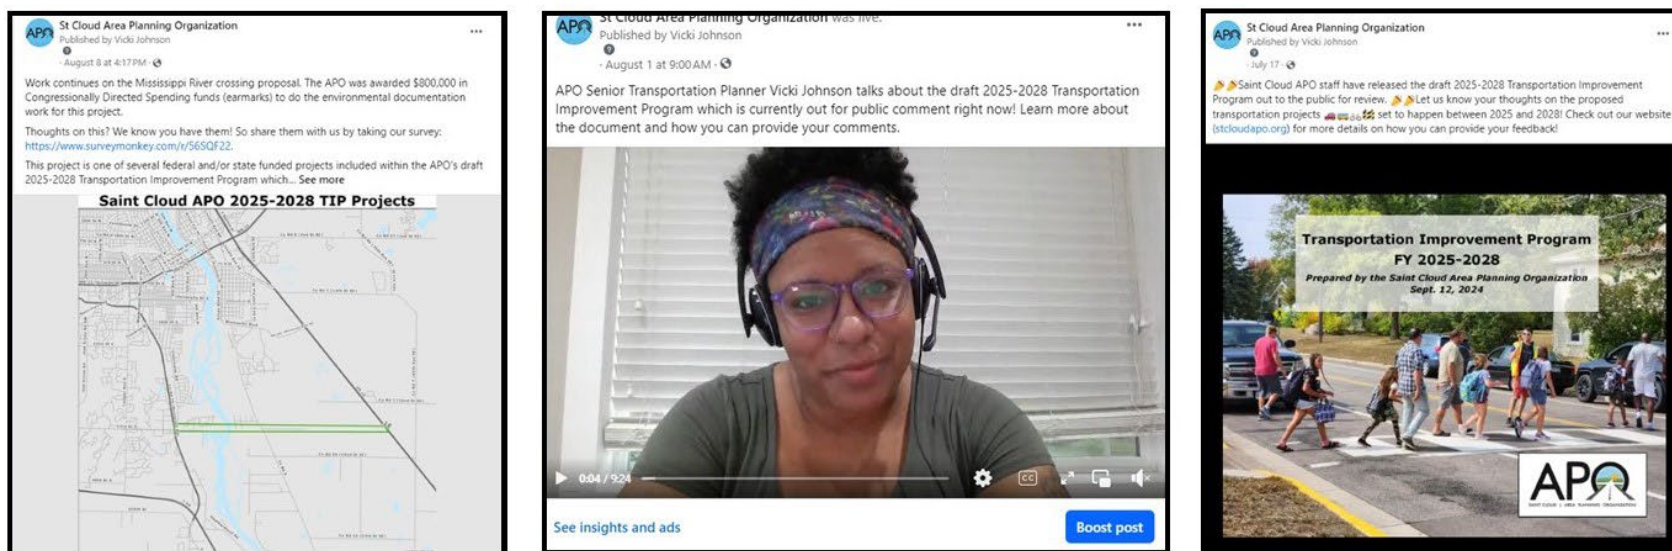 APO
St Cloud Area Planning Organization
Published by Vicki Johnson
· August 8 at 4:17 PM ·
Work continues on the Mississippi River crossing proposal. The APO was awarded $800,000 in
Congressionally Directed Spending funds (earmarks) to do the environmental documentation
work for this project.
Thoughts on this? We know you have them! So share them with us by taking our survey:
https://www.surveymonkey.com/r/56SQF22.
This project is one of several federal and/or state funded projects included within the APO's draft
2025-2028 Transportation Improvement Program which... See more
Saint Cloud APO 2025-2028 TIP Projects
APO
St Cloud Area Planning Organization was live.
Published by Vicki Johnson
· August 1 at 9:00 AM ·
APO Senior Transportation Planner Vicki Johnson talks about the draft 2025-2028 Transportation
Improvement Program which is currently out for public comment right now! Learn more about
the document and how you can provide your comments.
0:04 / 9:24
CC
See insights and ads
Boost post
APO
St Cloud Area Planning Organization
Published by Vicki Johnson
· July 17 ·
Saint Cloud APO staff have released the draft 2025-2028 Transportation Improvement
Program out to the public for review. Let us know your thoughts on the proposed
transportation projects set to happen between 2025 and 2028! Check out our website
(stcloudapo.org) for more details on how you can provide your feedback!
Transportation Improvement Program
FY 2025-2028
Prepared by the Saint Cloud Area Planning Organization
Sept. 12, 2024
APO
SAINT CLOUD | AREA PLANNING ORGANIZATION